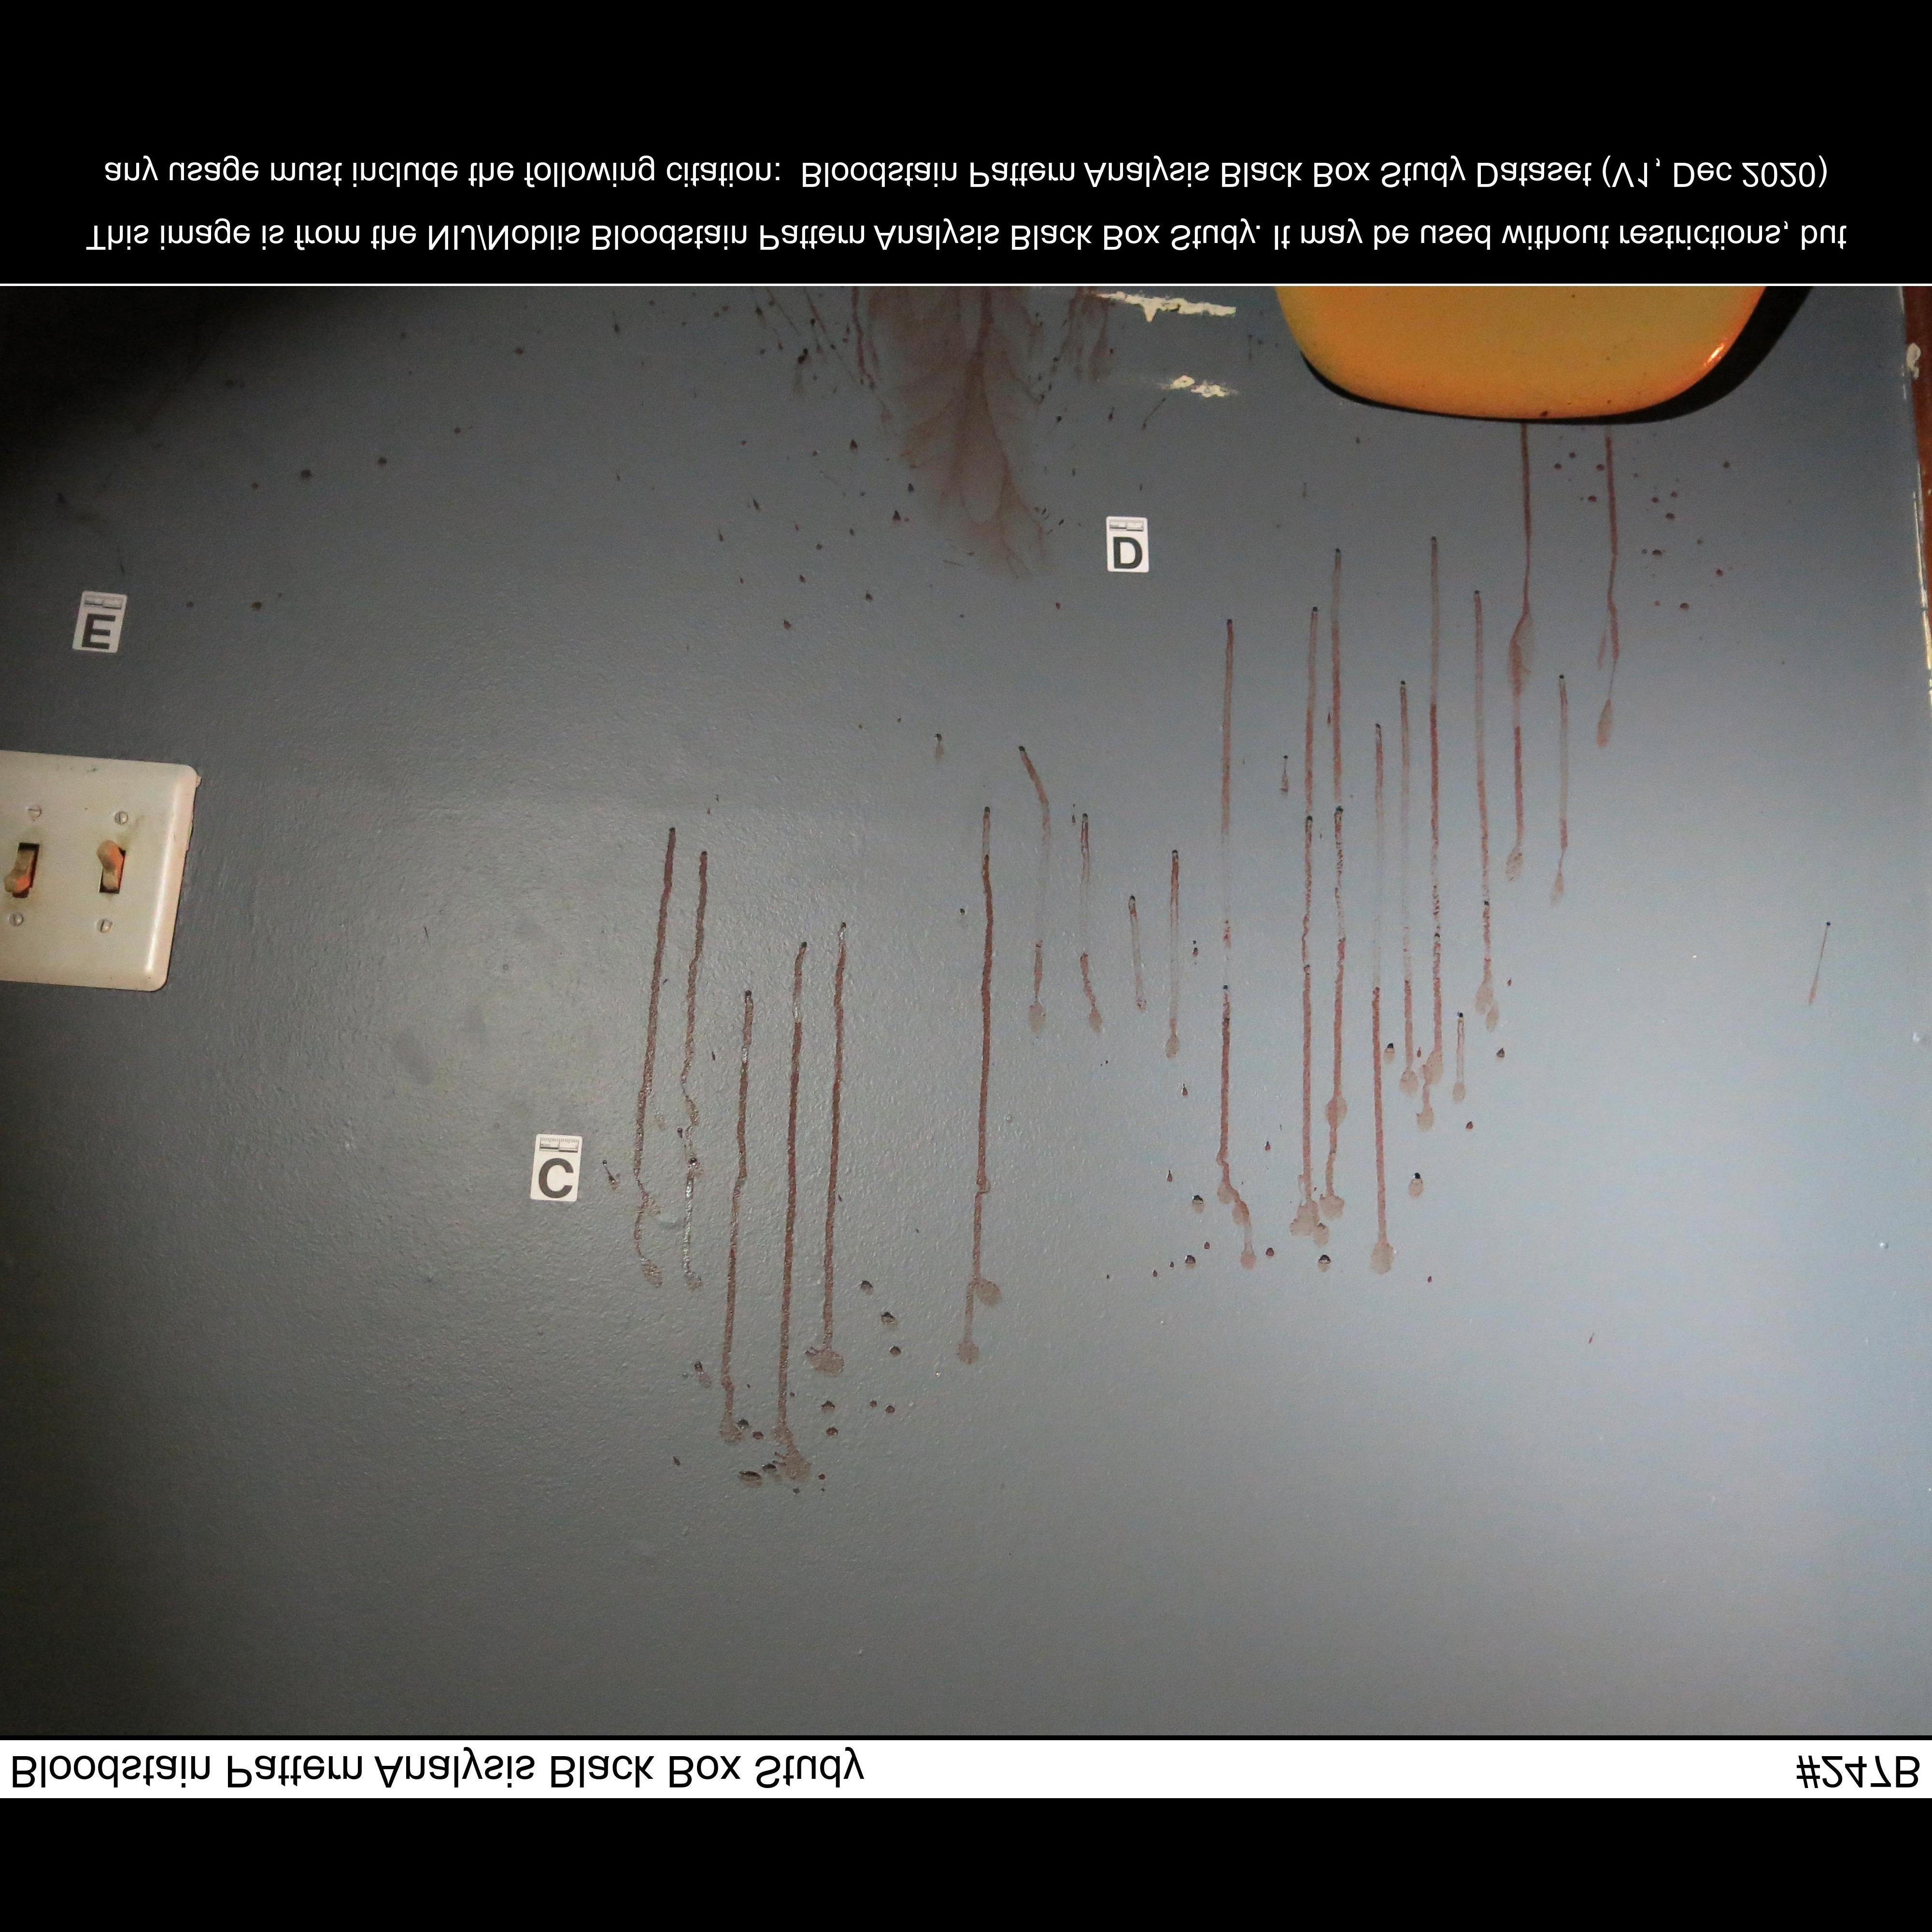 Bloodstain Pattern Analysis Black Box Study #247B
C
E
D
This image is from the NIJ/Noblis Bloodstain Pattern Analysis Black Box Study. It may be used without restrictions, but
any usage must include the following citation:  Bloodstain Pattern Analysis Black Box Study Dataset (V1, Dec 2020)